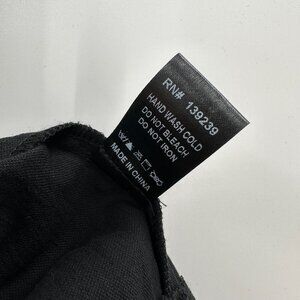 RN# 139239
HAND WASH COLD
DO NOT BLEACH
DO NOT IRON
MADE IN CHINA